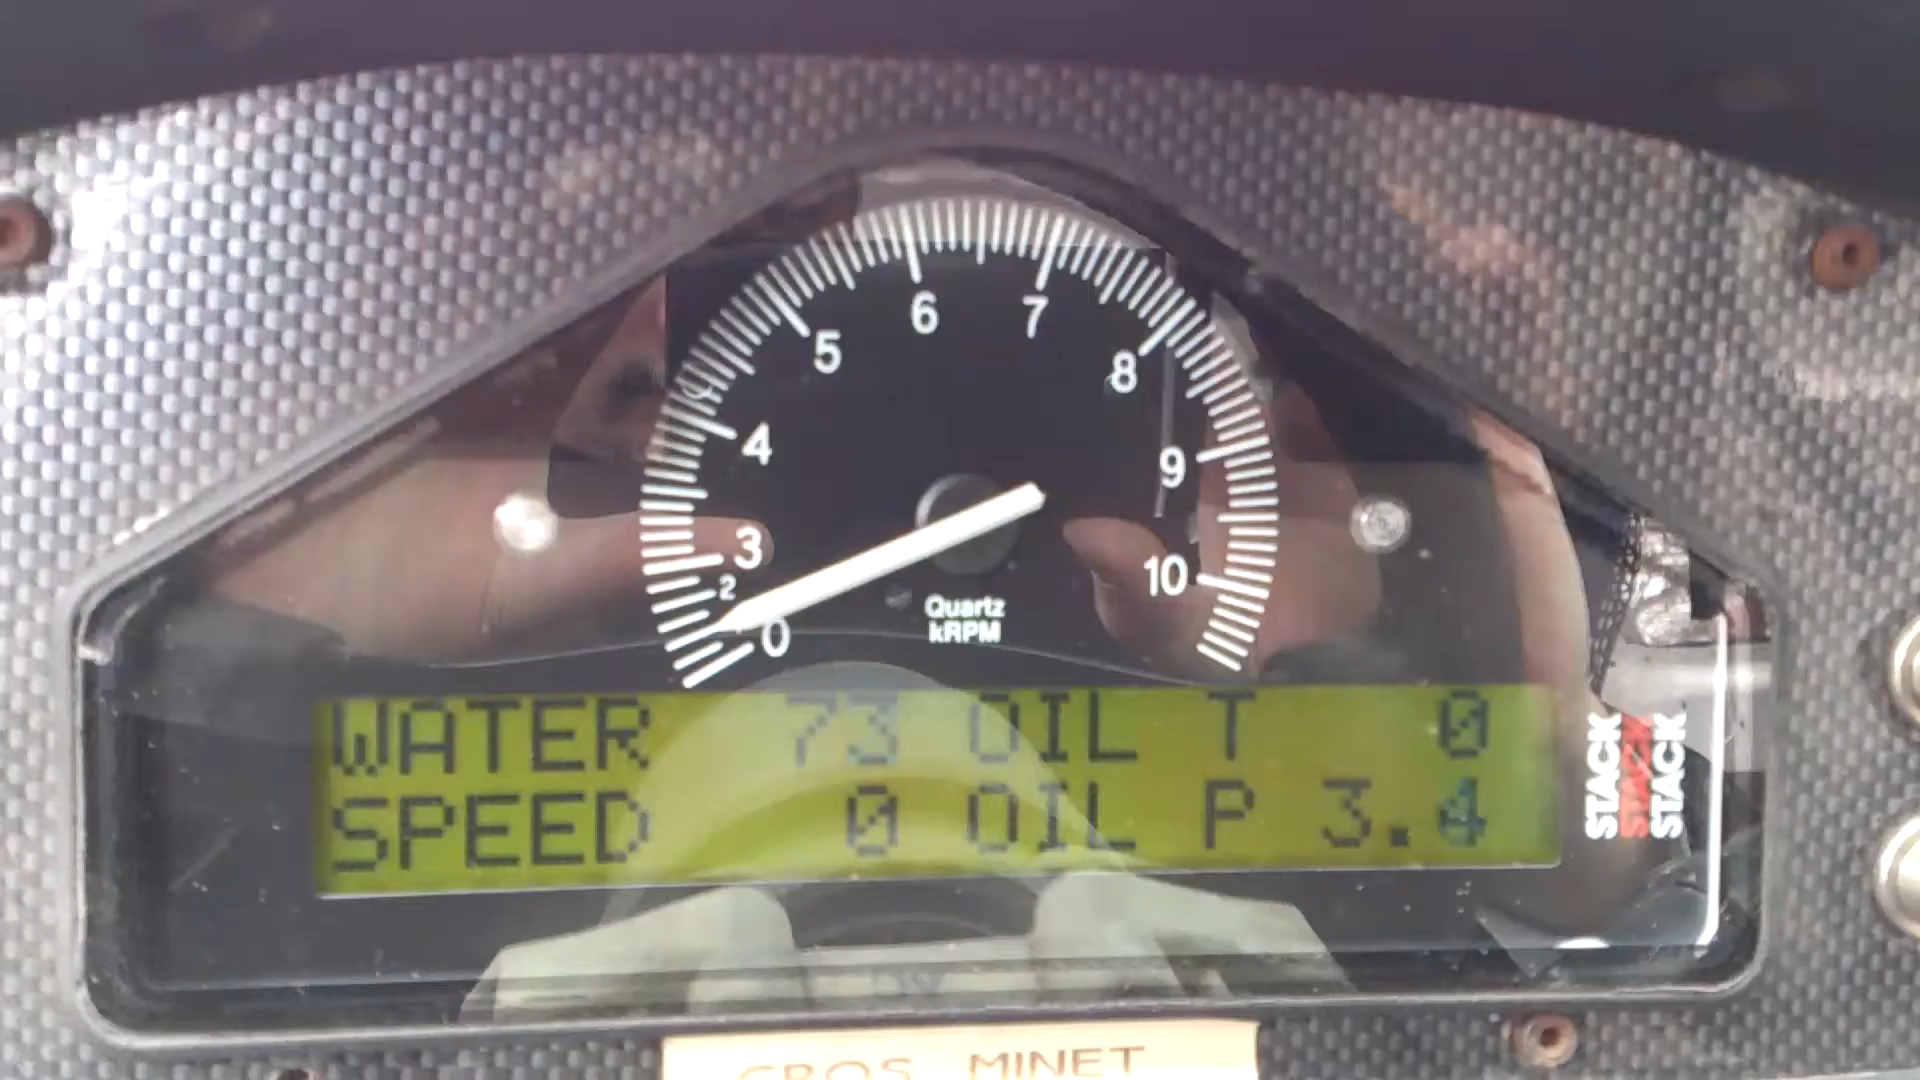 6
7
5
8
4
9
3
2
10
0
Quartz
kRPM
WATER 73 OIL T 0
SPEED 0 OIL P 3.4
STACK
STACK
STACK
GROS MINET